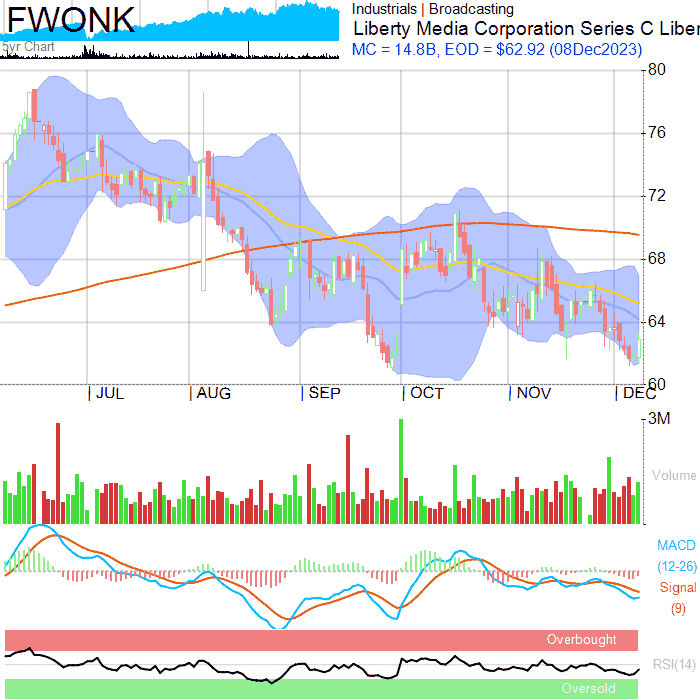 FWONK
5yr Chart
Industrials | Broadcasting
Liberty Media Corporation Series C Liber
MC = 14.8B, EOD = $62.92 (08Dec2023)
80
76
72
68
64
60
JUL
AUG
SEP
OCT
NOV
DEC
3M
Volume
MACD
(12-26)
Signal
(9)
Overbought
RSI(14)
Oversold